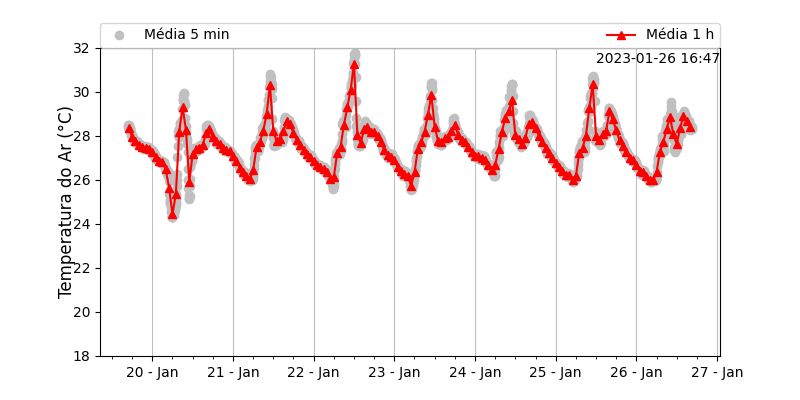 Média 5 min
Média 1 h
2023-01-26 16:47
Temperatura do Ar (°C)
32
30
28
26
24
22
20
18
20 - Jan
21 - Jan
22 - Jan
23 - Jan
24 - Jan
25 - Jan
26 - Jan
27 - Jan